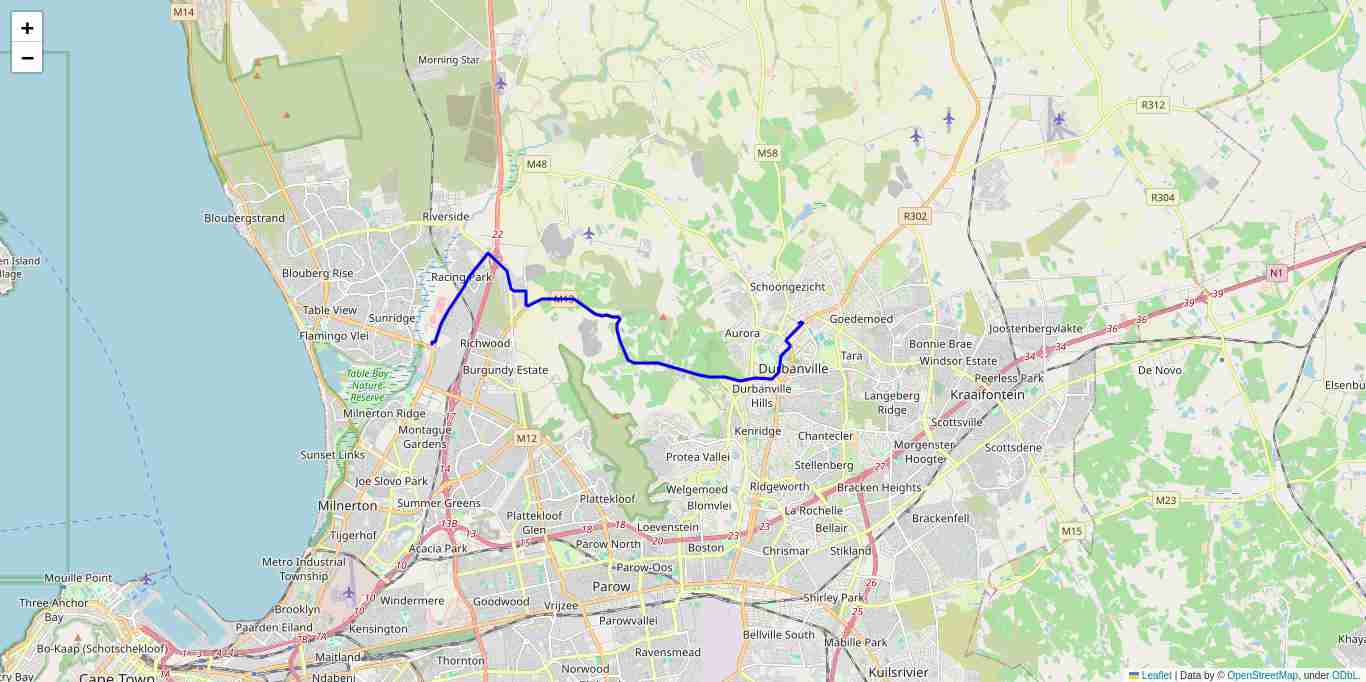 M14
+
−
Morning Star
R312
M58
M48
R304
Bloubergstrand
Riverside
R302
22
en Island
llage
Blouberg Rise
Racing Park
N1
Schoongezicht
M13
39
39
Table View
Sunridge
Goedemoed
36
Joostenbergvlakte
Flamingo Vlei
Aurora
Richwood
Bonnie Brae
34
34
Tara
Windsor Estate
Burgundy Estate
Durbanville
De Novo
Table Bay
Nature
Reserve
Peerless Park
Elsenbu
Durbanville
Hills
Langeberg
Ridge
Kraaifontein
Milnerton Ridge
Scottsville
Montague
Gardens
M12
Kenridge
Chantecler
Morgenster
Hoogte
Scottsdene
Sunset Links
Protea Vallei
Stellenberg
27
14
Joe Slovo Park
Welgemoed
Ridgeworth
Bracken Heights
Summer Greens
Plattekloof
M23
Milnerton
Blomvlei
La Rochelle
Plattekloof
Glen
Brackenfell
13B
13
18
18
Loevenstein
23
23
Bellair
M15
Tijgerhof
15
Parow North
20
Boston
Chrismar
Stikland
Acacia Park
Metro Industrial
Township
10
Parow-Oos
Mouille Point
Parow
26
Three Anchor
Bay
Brooklyn
Windermere
Goodwood
Vrijzee
Shirley Park
10
25
Paarden Eiland
Kensington
Parowvallei
Bellville South
Mabille Park
Khaya
7B
7A
Bo-Kaap (Schotschekloof)
1
3
4
4
Maitland
Thornton
Ravensmead
Norwood
Kuilsrivier
ry Bay
Cape Town
Ndabeni
Leaflet | Data by © OpenStreetMap, under ODbL.